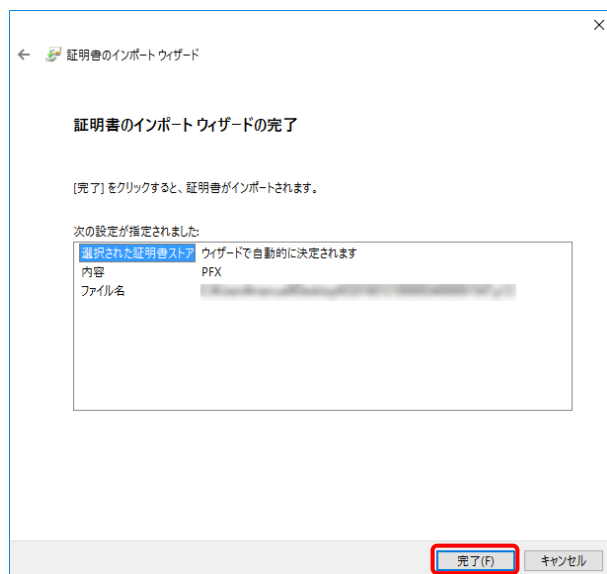 証明書のインポート ウィザード
証明書のインポート ウィザードの完了
[完了] をクリックすると、証明書がインポートされます。
次の設定が指定されました:
選択された証明書ストア ウィザードで自動的に決定されます
内容 PFX
ファイル名
完了(F) キャンセル